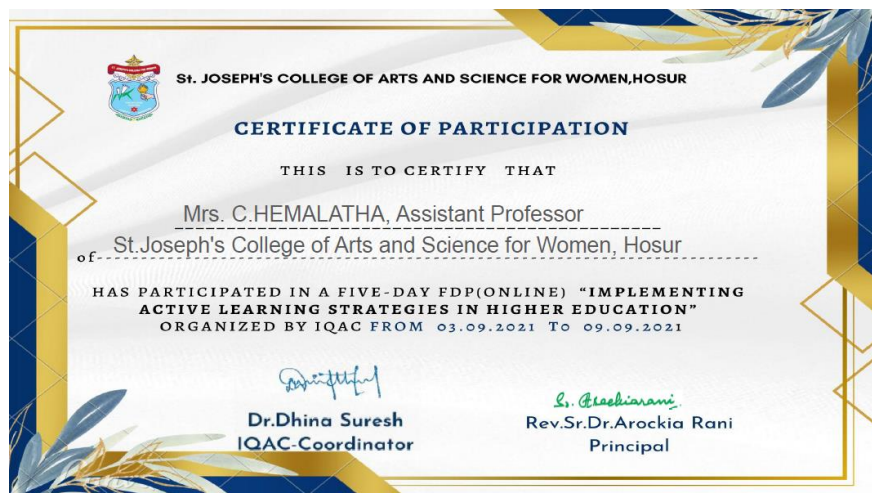 St. JOSEPH'S COLLEGE OF ARTS AND SCIENCE FOR WOMEN,HOSUR
CERTIFICATE OF PARTICIPATION
THIS IS TO CERTIFY THAT
Mrs. C.HEMALATHA, Assistant Professor
of St.Joseph's College of Arts and Science for Women, Hosur
HAS PARTICIPATED IN A FIVE-DAY FDP(ONLINE) “IMPLEMENTING
ACTIVE LEARNING STRATEGIES IN HIGHER EDUCATION”
ORGANIZED BY IQAC FROM 03.09.2021 To 09.09.2021
Dr.Dhina Suresh
IQAC-Coordinator
Rev.Sr.Dr.Arockia Rani
Principal